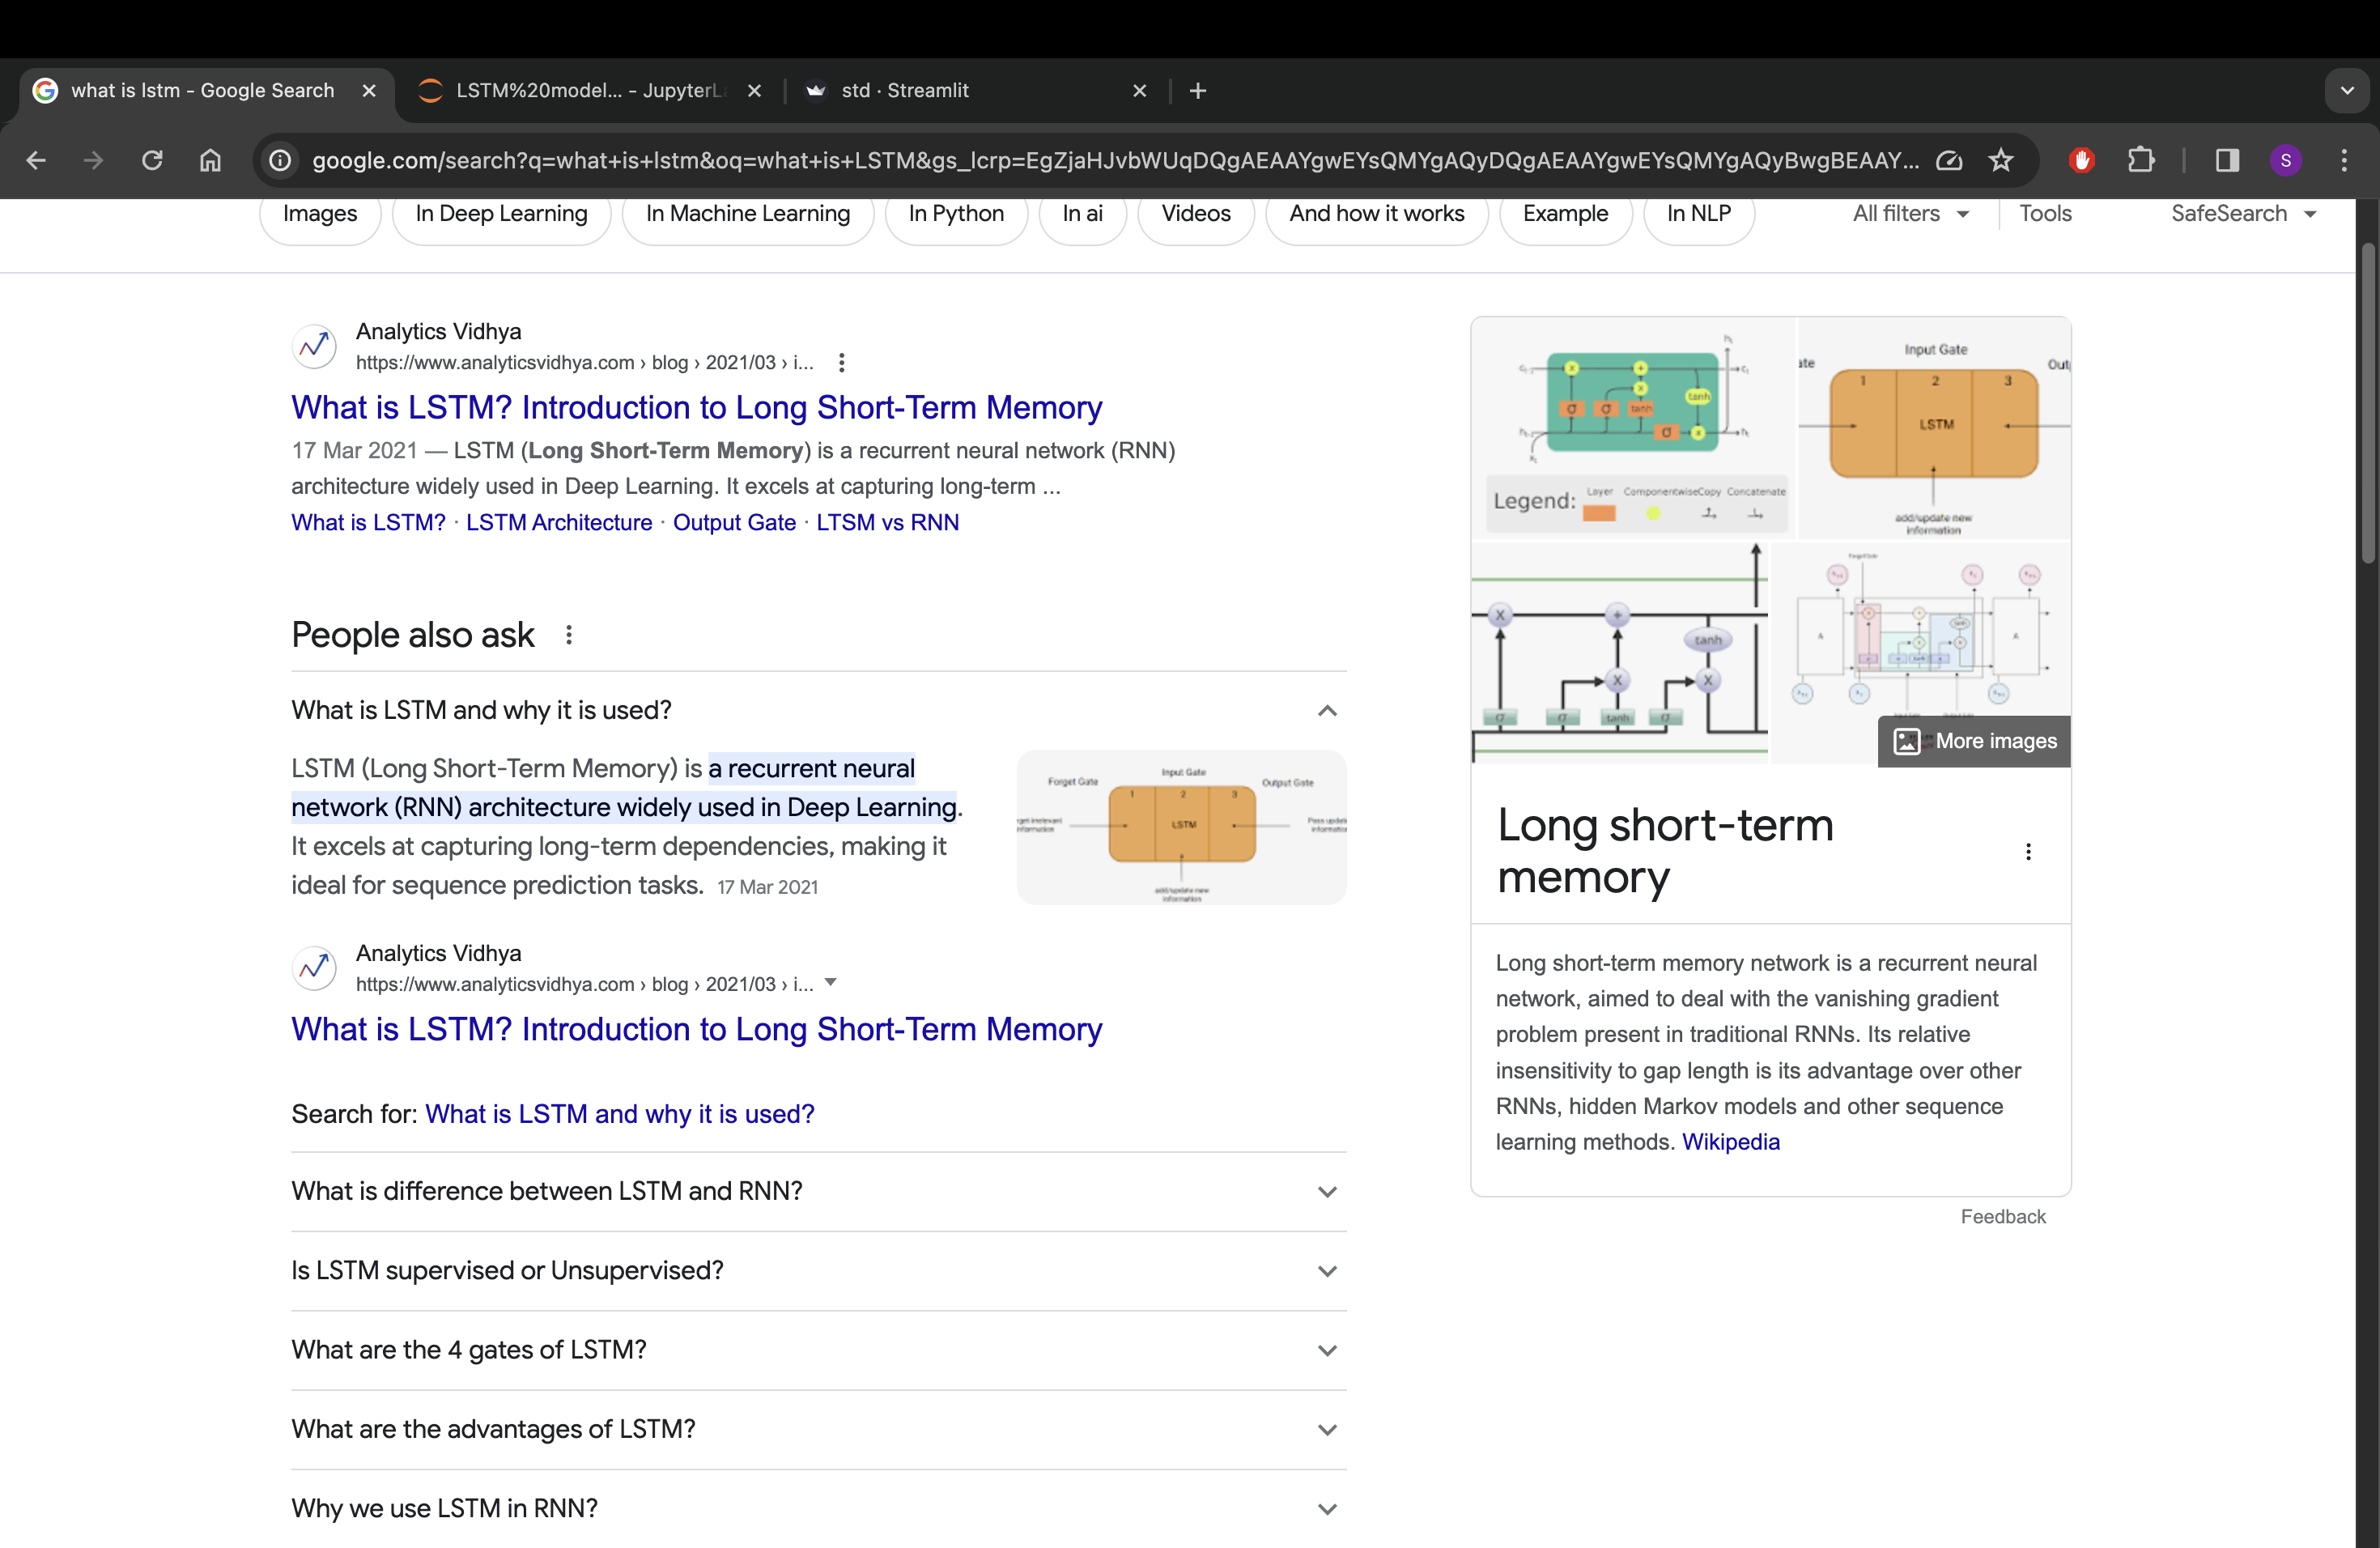 what is lstm - Google Search
LSTM%20model... - JupyterL
std · Streamlit
google.com/search?q=what+is+lstm&oq=what+is+LSTM&gs_lcrp=EgZjaHJvbWUqDQgAEAAYgwEYsQMYgAQyDQgAEAAYgwEYsQMYgAQyBwgBEAAY...
S
Images
In Deep Learning
In Machine Learning
In Python
In ai
Videos
And how it works
Example
In NLP
All filters
Tools
SafeSearch
Analytics Vidhya
https://www.analyticsvidhya.com › blog › 2021/03 › i...
What is LSTM? Introduction to Long Short-Term Memory
17 Mar 2021 — LSTM (Long Short-Term Memory) is a recurrent neural network (RNN)
architecture widely used in Deep Learning. It excels at capturing long-term ...
What is LSTM? · LSTM Architecture · Output Gate · LTSM vs RNN
People also ask
What is LSTM and why it is used?
LSTM (Long Short-Term Memory) is a recurrent neural
network (RNN) architecture widely used in Deep Learning.
It excels at capturing long-term dependencies, making it
ideal for sequence prediction tasks. 17 Mar 2021
Forget Gate
Input Gate
Output Gate
1 2 3
LSTM
add/update new
information
Analytics Vidhya
https://www.analyticsvidhya.com › blog › 2021/03 › i...
What is LSTM? Introduction to Long Short-Term Memory
Search for: What is LSTM and why it is used?
What is difference between LSTM and RNN?
Is LSTM supervised or Unsupervised?
What are the 4 gates of LSTM?
What are the advantages of LSTM?
Why we use LSTM in RNN?
tanh
σ σ tanh
σ
Legend:
Layer
Componentwise
Copy
Concatenate
Input Gate
1 2 3
LSTM
add/update new
information
tanh
σ σ tanh σ
More images
Long short-term
memory
Long short-term memory network is a recurrent neural
network, aimed to deal with the vanishing gradient
problem present in traditional RNNs. Its relative
insensitivity to gap length is its advantage over other
RNNs, hidden Markov models and other sequence
learning methods. Wikipedia
Feedback